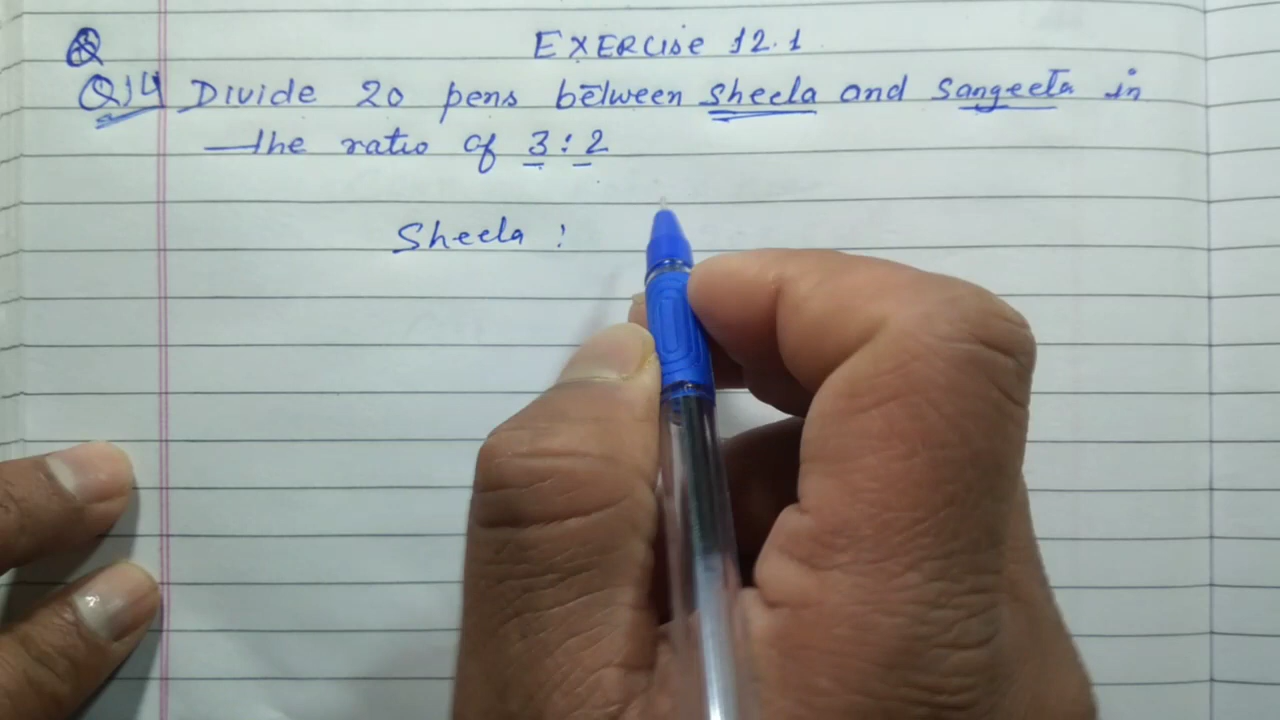 EXERCISE 12.1
Q14 Divide 20 pens between Sheela and Sangeeta in
the ratio of 3:2
Sheela :